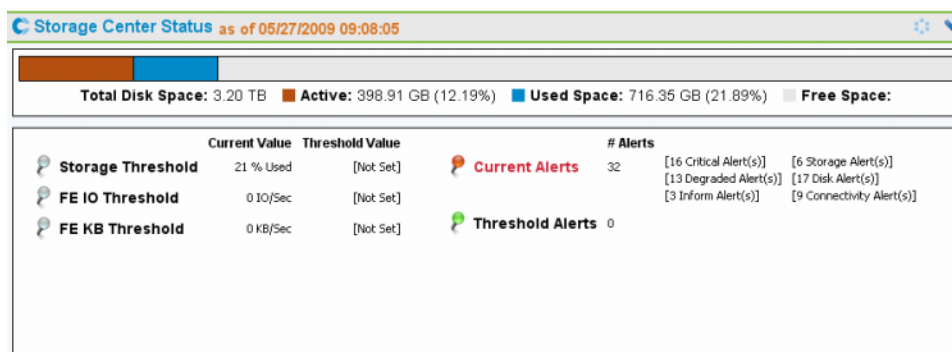 Storage Center Status as of 05/27/2009 09:08:05
Total Disk Space: 3.20 TB Active: 398.91 GB (12.19%) Used Space: 716.35 GB (21.89%) Free Space:
Current Value Threshold Value # Alerts
Storage Threshold 21 % Used [Not Set] Current Alerts 32 [16 Critical Alert(s)] [6 Storage Alert(s)]
[13 Degraded Alert(s)] [17 Disk Alert(s)]
FE IO Threshold 0 IO/Sec [Not Set] [3 Inform Alert(s)] [9 Connectivity Alert(s)]
FE KB Threshold 0 KB/Sec [Not Set] Threshold Alerts 0